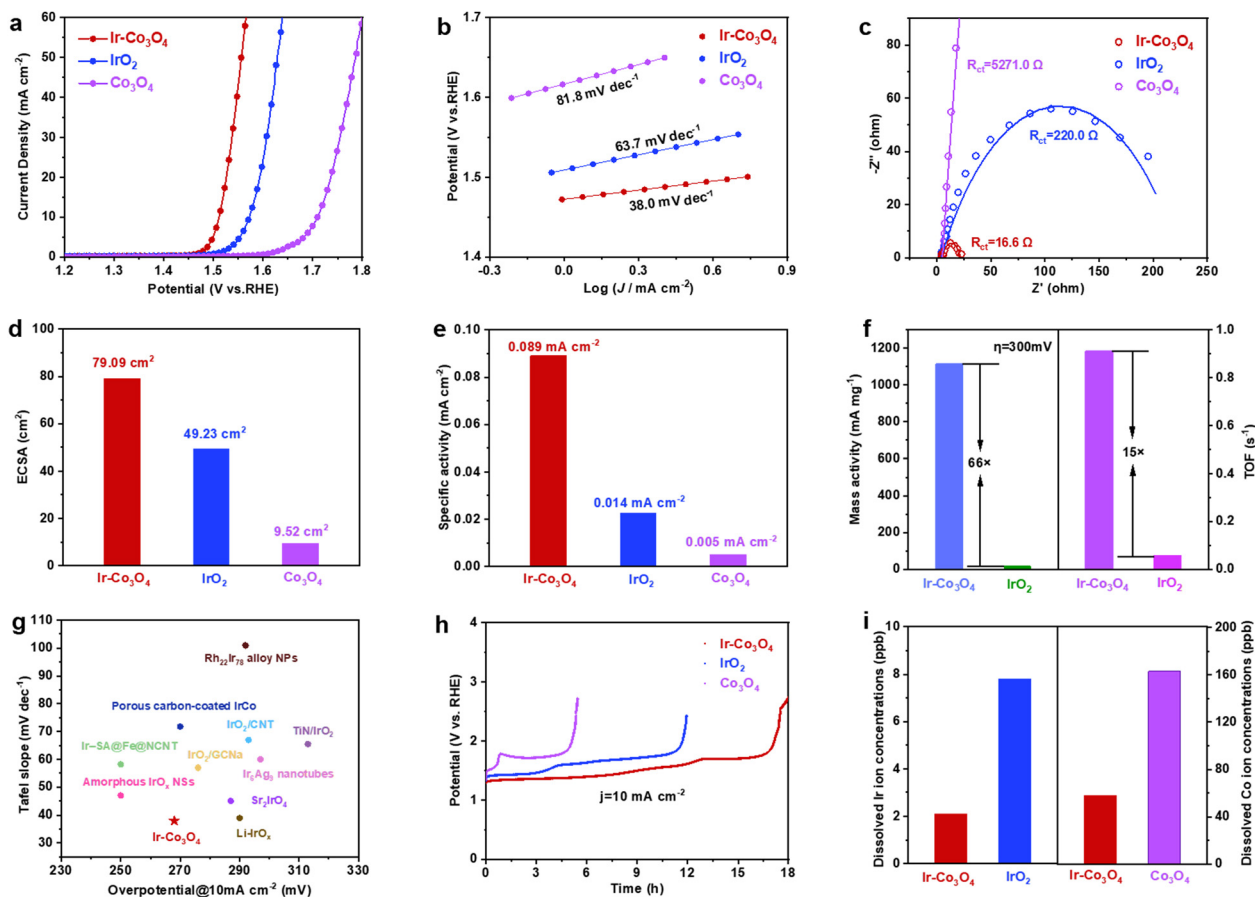 a
Current Density (mA cm⁻²)
60
50
40
30
20
10
0
Ir-Co₃O₄
IrO₂
Co₃O₄
1.2 1.3 1.4 1.5 1.6 1.7 1.8
Potential (V vs.RHE)
b
Potential (V vs.RHE)
1.7
1.6
1.5
1.4
Ir-Co₃O₄
IrO₂
Co₃O₄
81.8 mV dec⁻¹
63.7 mV dec⁻¹
38.0 mV dec⁻¹
-0.3 0.0 0.3 0.6 0.9
Log (J / mA cm⁻²)
c
-Z'' (ohm)
80
60
40
20
0
Ir-Co₃O₄
IrO₂
Co₃O₄
Rct=5271.0 Ω
Rct=220.0 Ω
Rct=16.6 Ω
0 50 100 150 200 250
Z' (ohm)
d
ECSA (cm²)
100
80
60
40
20
0
79.09 cm²
49.23 cm²
9.52 cm²
Ir-Co₃O₄ IrO₂ Co₃O₄
e
Specific activity (mA cm⁻²)
0.10
0.08
0.06
0.04
0.02
0.00
0.089 mA cm⁻²
0.014 mA cm⁻²
0.005 mA cm⁻²
Ir-Co₃O₄ IrO₂ Co₃O₄
f
Mass activity (mA mg⁻¹)
1200
1000
800
600
400
200
0
η=300mV
66×
15×
Ir-Co₃O₄ IrO₂ Ir-Co₃O₄ IrO₂
1.0
0.8
0.6
0.4
0.2
0.0
TOF (s⁻¹)
g
Tafel slope (mV dec⁻¹)
110
100
90
80
70
60
50
40
30
Rh₂₂Ir₇₈ alloy NPs
Porous carbon-coated IrCo
IrO₂/CNT
TiN/IrO₂
Ir–SA@Fe@NCNT
IrO₂/GCNa
Ir₆Ag₉ nanotubes
Amorphous IrOₓ NSs
Sr₂IrO₄
Ir-Co₃O₄
Li-IrOₓ
230 250 270 290 310 330
Overpotential@10mA cm⁻² (mV)
h
Potential (V vs. RHE)
4
3
2
1
0
Ir-Co₃O₄
IrO₂
Co₃O₄
j=10 mA cm⁻²
0 3 6 9 12 15 18
Time (h)
i
Dissolved Ir ion concentrations (ppb)
10
8
6
4
2
0
Ir-Co₃O₄ IrO₂ Ir-Co₃O₄ Co₃O₄
200
160
120
80
40
0
Dissolved Co ion concentrations (ppb)